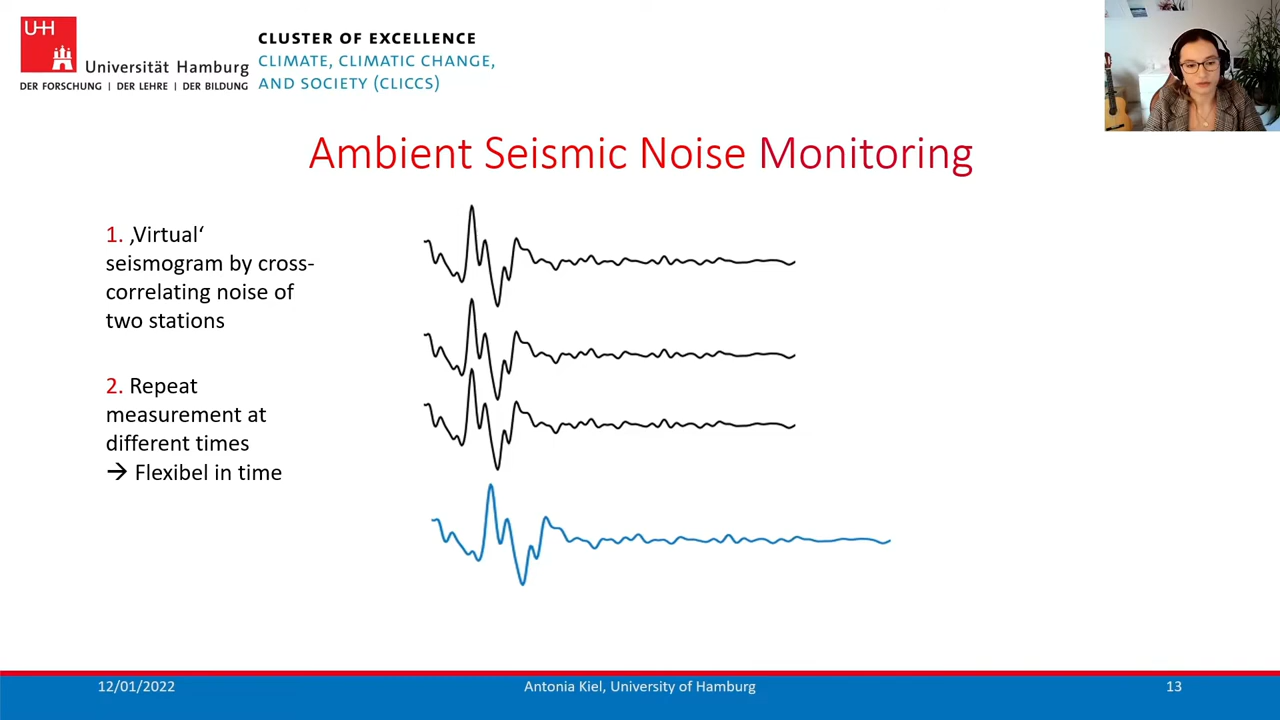 UHH
Universität Hamburg
DER FORSCHUNG | DER LEHRE | DER BILDUNG
CLUSTER OF EXCELLENCE
CLIMATE, CLIMATIC CHANGE,
AND SOCIETY (CLICCS)
Ambient Seismic Noise Monitoring
1. ‚Virtual‘
seismogram by cross-
correlating noise of
two stations
2. Repeat
measurement at
different times
→ Flexibel in time
12/01/2022
Antonia Kiel, University of Hamburg
13